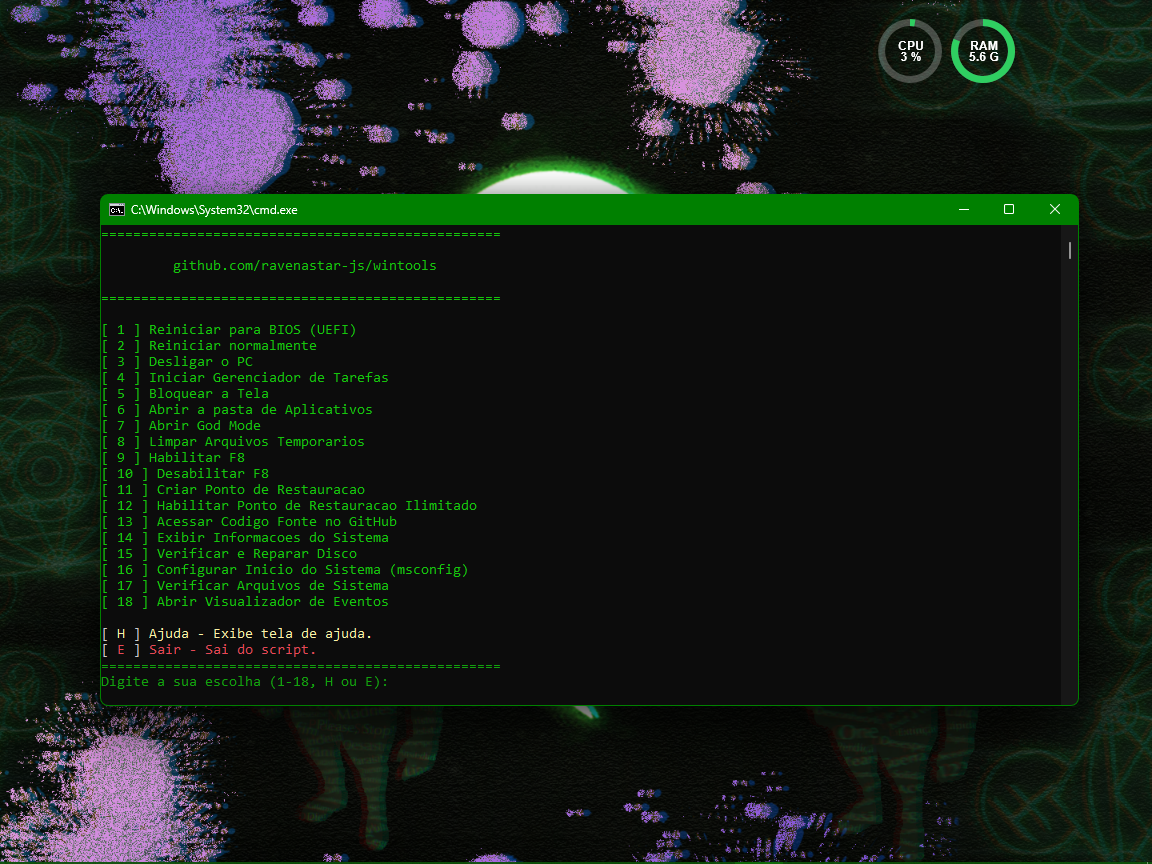 CPU
3 %
RAM
5.6 G
C:\Windows\System32\cmd.exe
==================================================
github.com/ravenastar-js/wintools
==================================================
[ 1 ] Reiniciar para BIOS (UEFI)
[ 2 ] Reiniciar normalmente
[ 3 ] Desligar o PC
[ 4 ] Iniciar Gerenciador de Tarefas
[ 5 ] Bloquear a Tela
[ 6 ] Abrir a pasta de Aplicativos
[ 7 ] Abrir God Mode
[ 8 ] Limpar Arquivos Temporarios
[ 9 ] Habilitar F8
[ 10 ] Desabilitar F8
[ 11 ] Criar Ponto de Restauracao
[ 12 ] Habilitar Ponto de Restauracao Ilimitado
[ 13 ] Acessar Codigo Fonte no GitHub
[ 14 ] Exibir Informacoes do Sistema
[ 15 ] Verificar e Reparar Disco
[ 16 ] Configurar Inicio do Sistema (msconfig)
[ 17 ] Verificar Arquivos de Sistema
[ 18 ] Abrir Visualizador de Eventos
[ H ] Ajuda - Exibe tela de ajuda.
[ E ] Sair - Sai do script.
==================================================
Digite a sua escolha (1-18, H ou E):